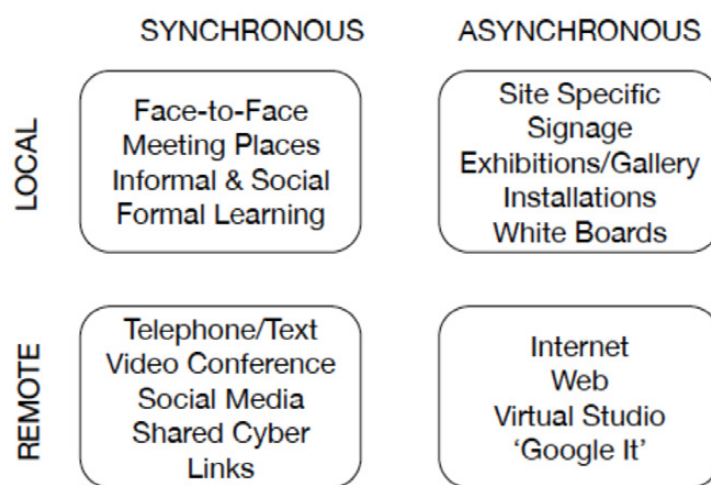 SYNCHRONOUS
ASYNCHRONOUS
LOCAL
Face-to-Face
Meeting Places
Informal & Social
Formal Learning
Site Specific
Signage
Exhibitions/Gallery
Installations
White Boards
REMOTE
Telephone/Text
Video Conference
Social Media
Shared Cyber
Links
Internet
Web
Virtual Studio
‘Google It’